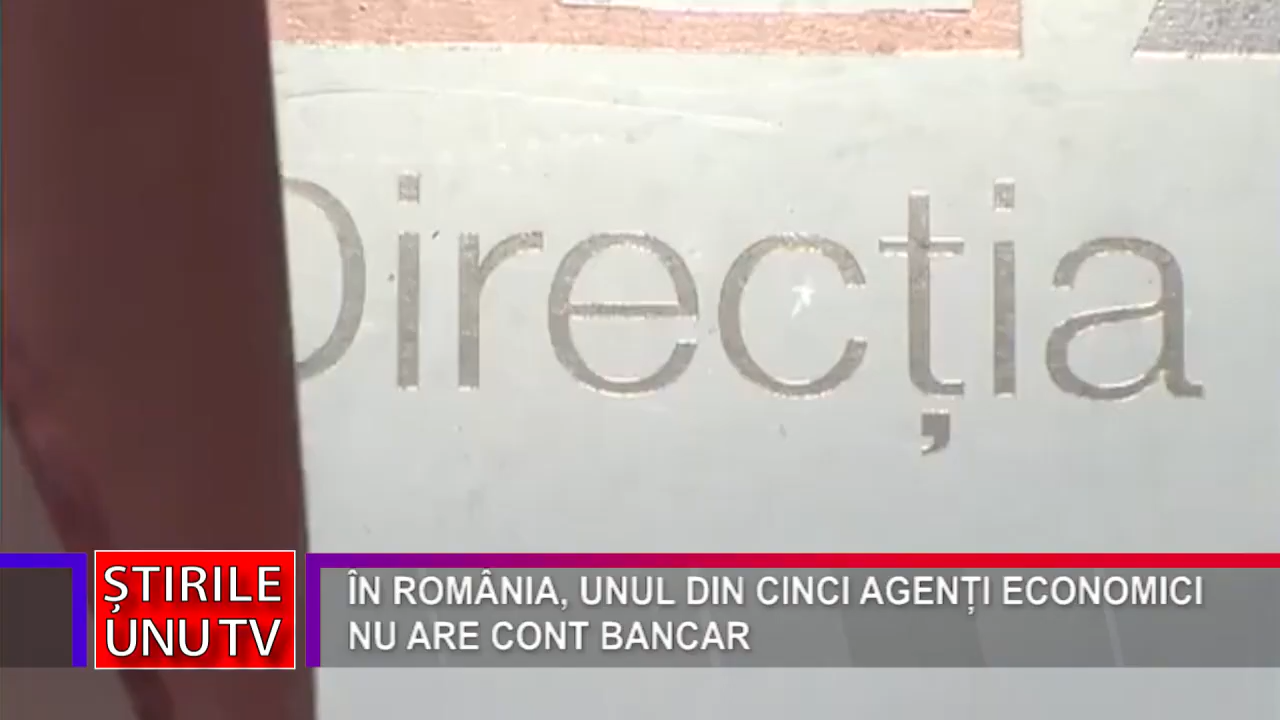 Direcția
ȘTIRILE
UNU TV
ÎN ROMÂNIA, UNUL DIN CINCI AGENȚI ECONOMICI
NU ARE CONT BANCAR